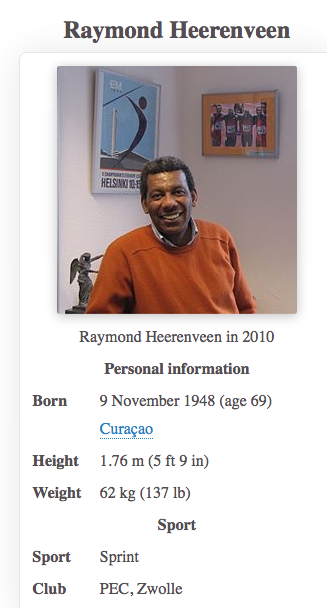 Raymond Heerenveen
EM
HELSINKI 10-15
Raymond Heerenveen in 2010
Personal information
Born 9 November 1948 (age 69)
Curaçao
Height 1.76 m (5 ft 9 in)
Weight 62 kg (137 lb)
Sport
Sport Sprint
Club PEC, Zwolle